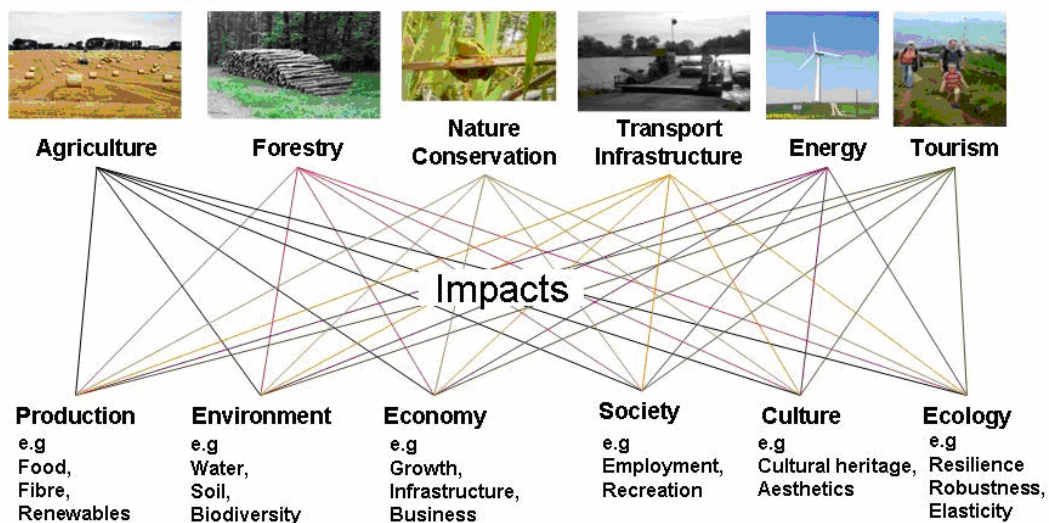 Agriculture
Forestry
Nature
Conservation
Transport
Infrastructure
Energy
Tourism
Impacts
Production
e.g
Food,
Fibre,
Renewables
Environment
e.g
Water,
Soil,
Biodiversity
Economy
e.g
Growth,
Infrastructure,
Business
Society
e.g
Employment,
Recreation
Culture
e.g
Cultural heritage,
Aesthetics
Ecology
e.g
Resilience
Robustness,
Elasticity